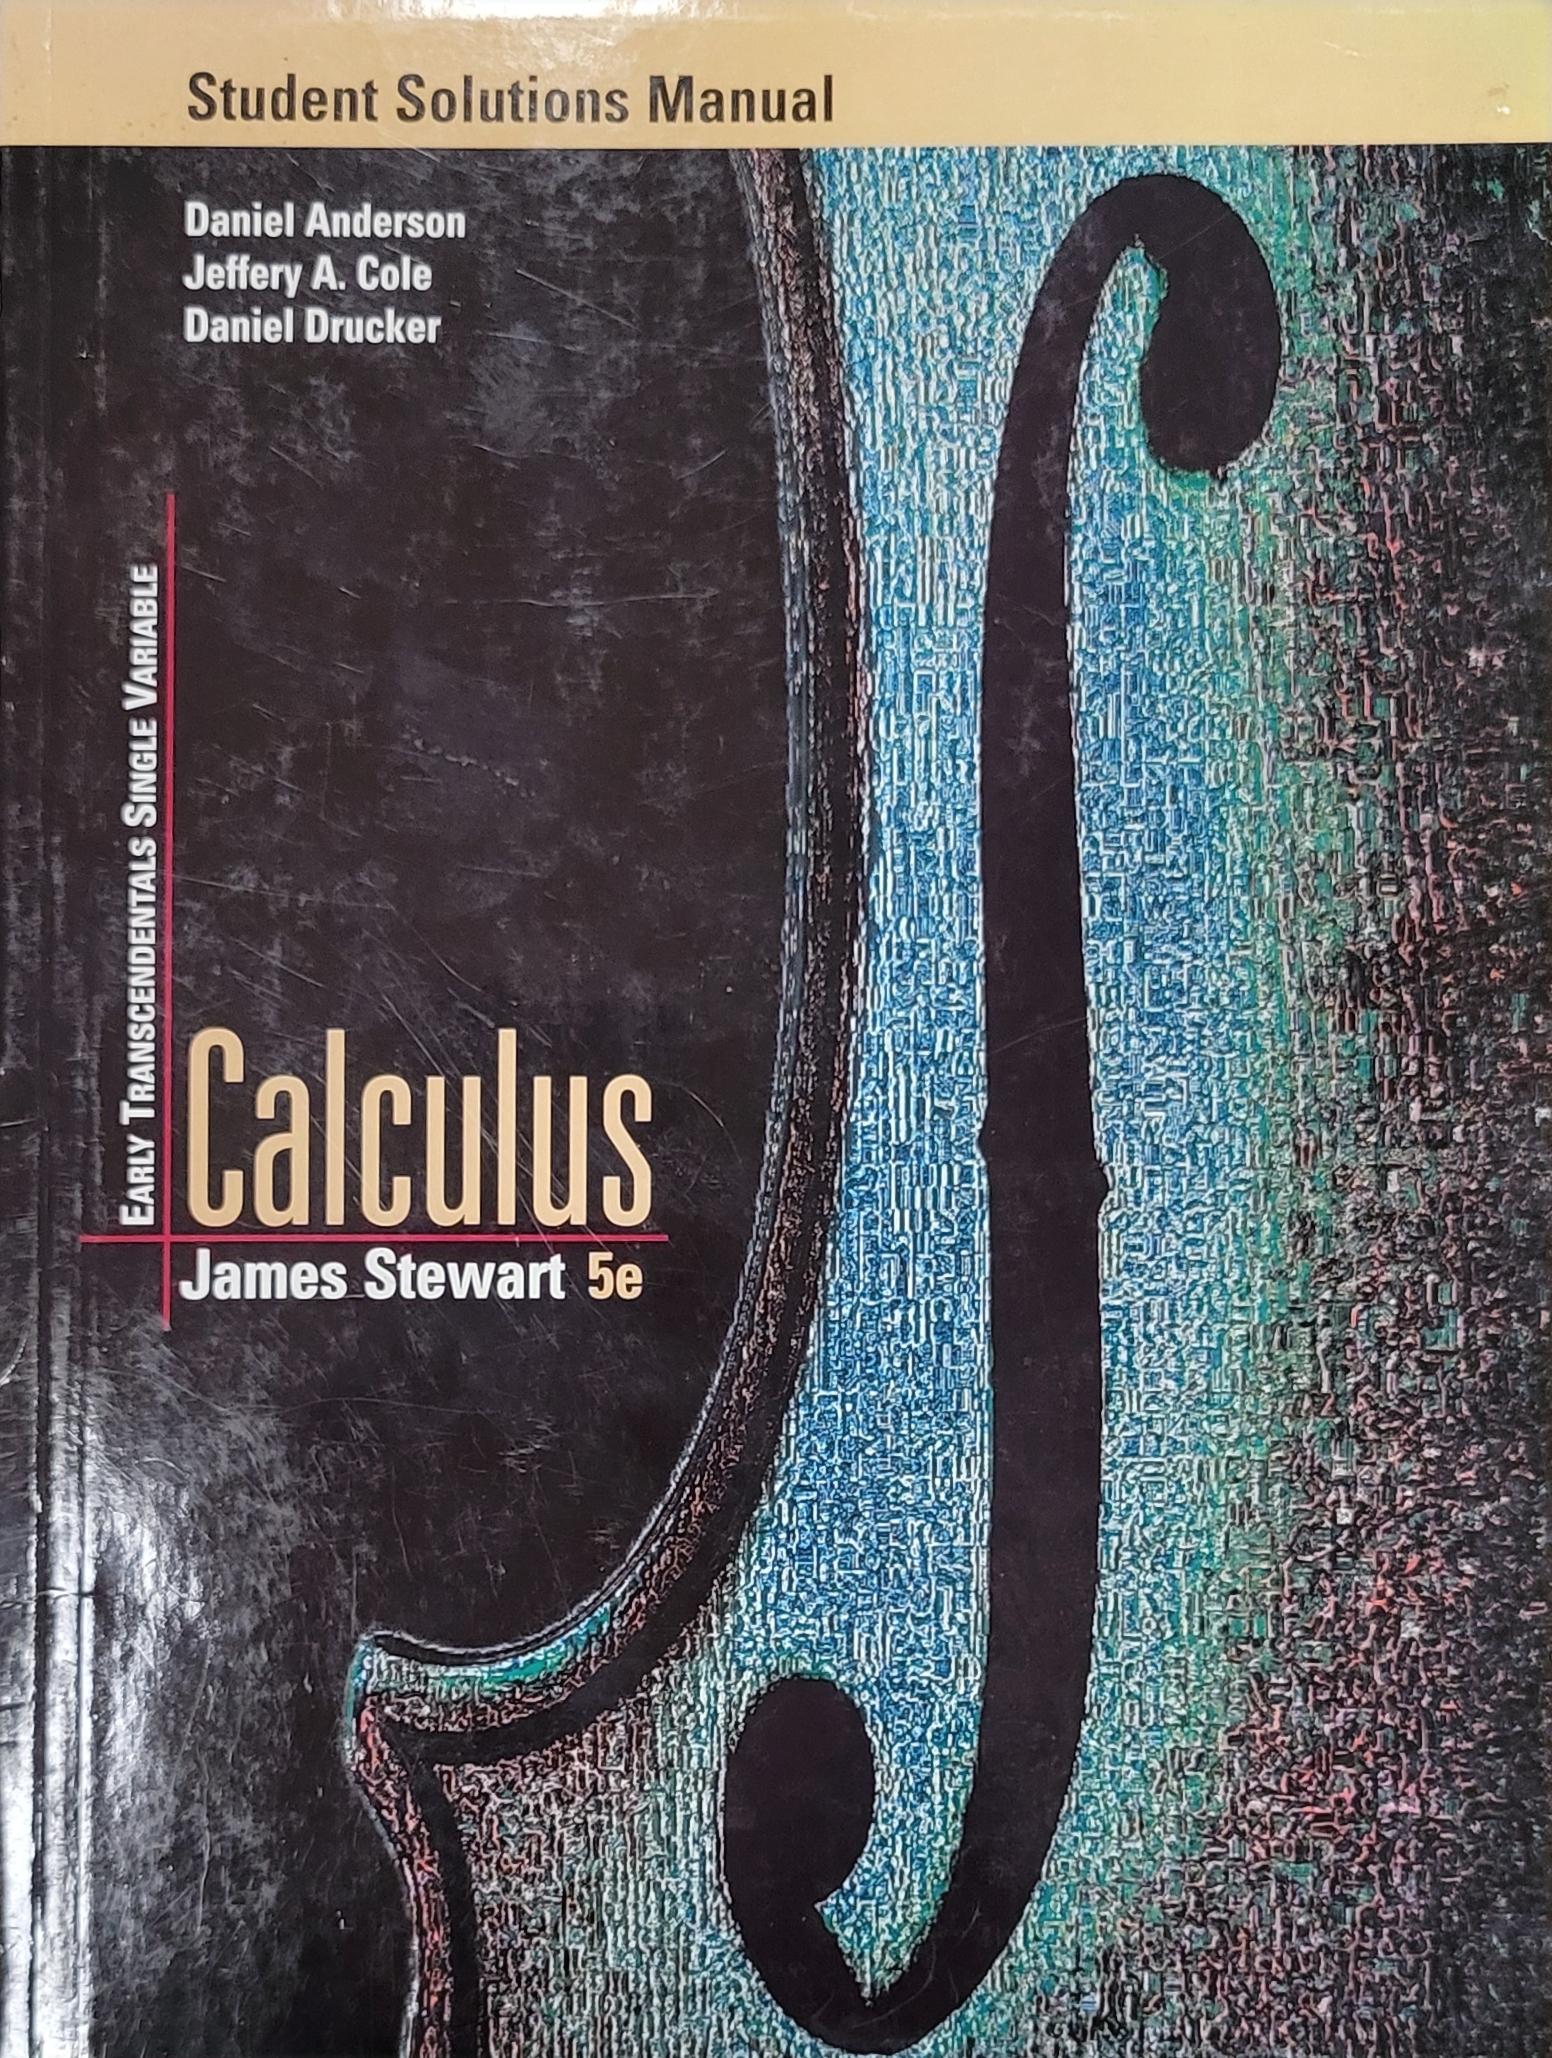 Student Solutions Manual
Daniel Anderson
Jeffery A. Cole
Daniel Drucker
EARLY TRANSCENDENTALS SINGLE VARIABLE
Calculus
James Stewart 5e